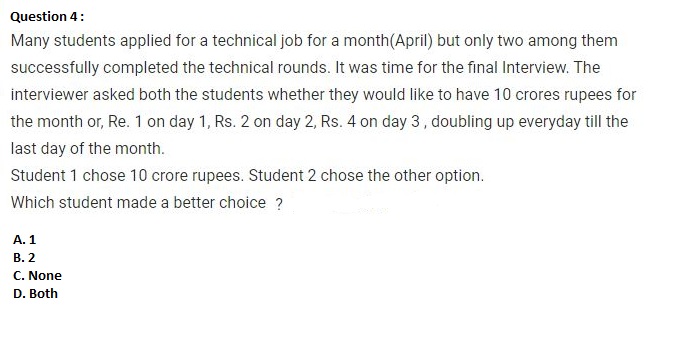 Question 4 :
Many students applied for a technical job for a month(April) but only two among them
successfully completed the technical rounds. It was time for the final Interview. The
interviewer asked both the students whether they would like to have 10 crores rupees for
the month or, Re. 1 on day 1, Rs. 2 on day 2, Rs. 4 on day 3 , doubling up everyday till the
last day of the month.
Student 1 chose 10 crore rupees. Student 2 chose the other option.
Which student made a better choice ?
A. 1
B. 2
C. None
D. Both